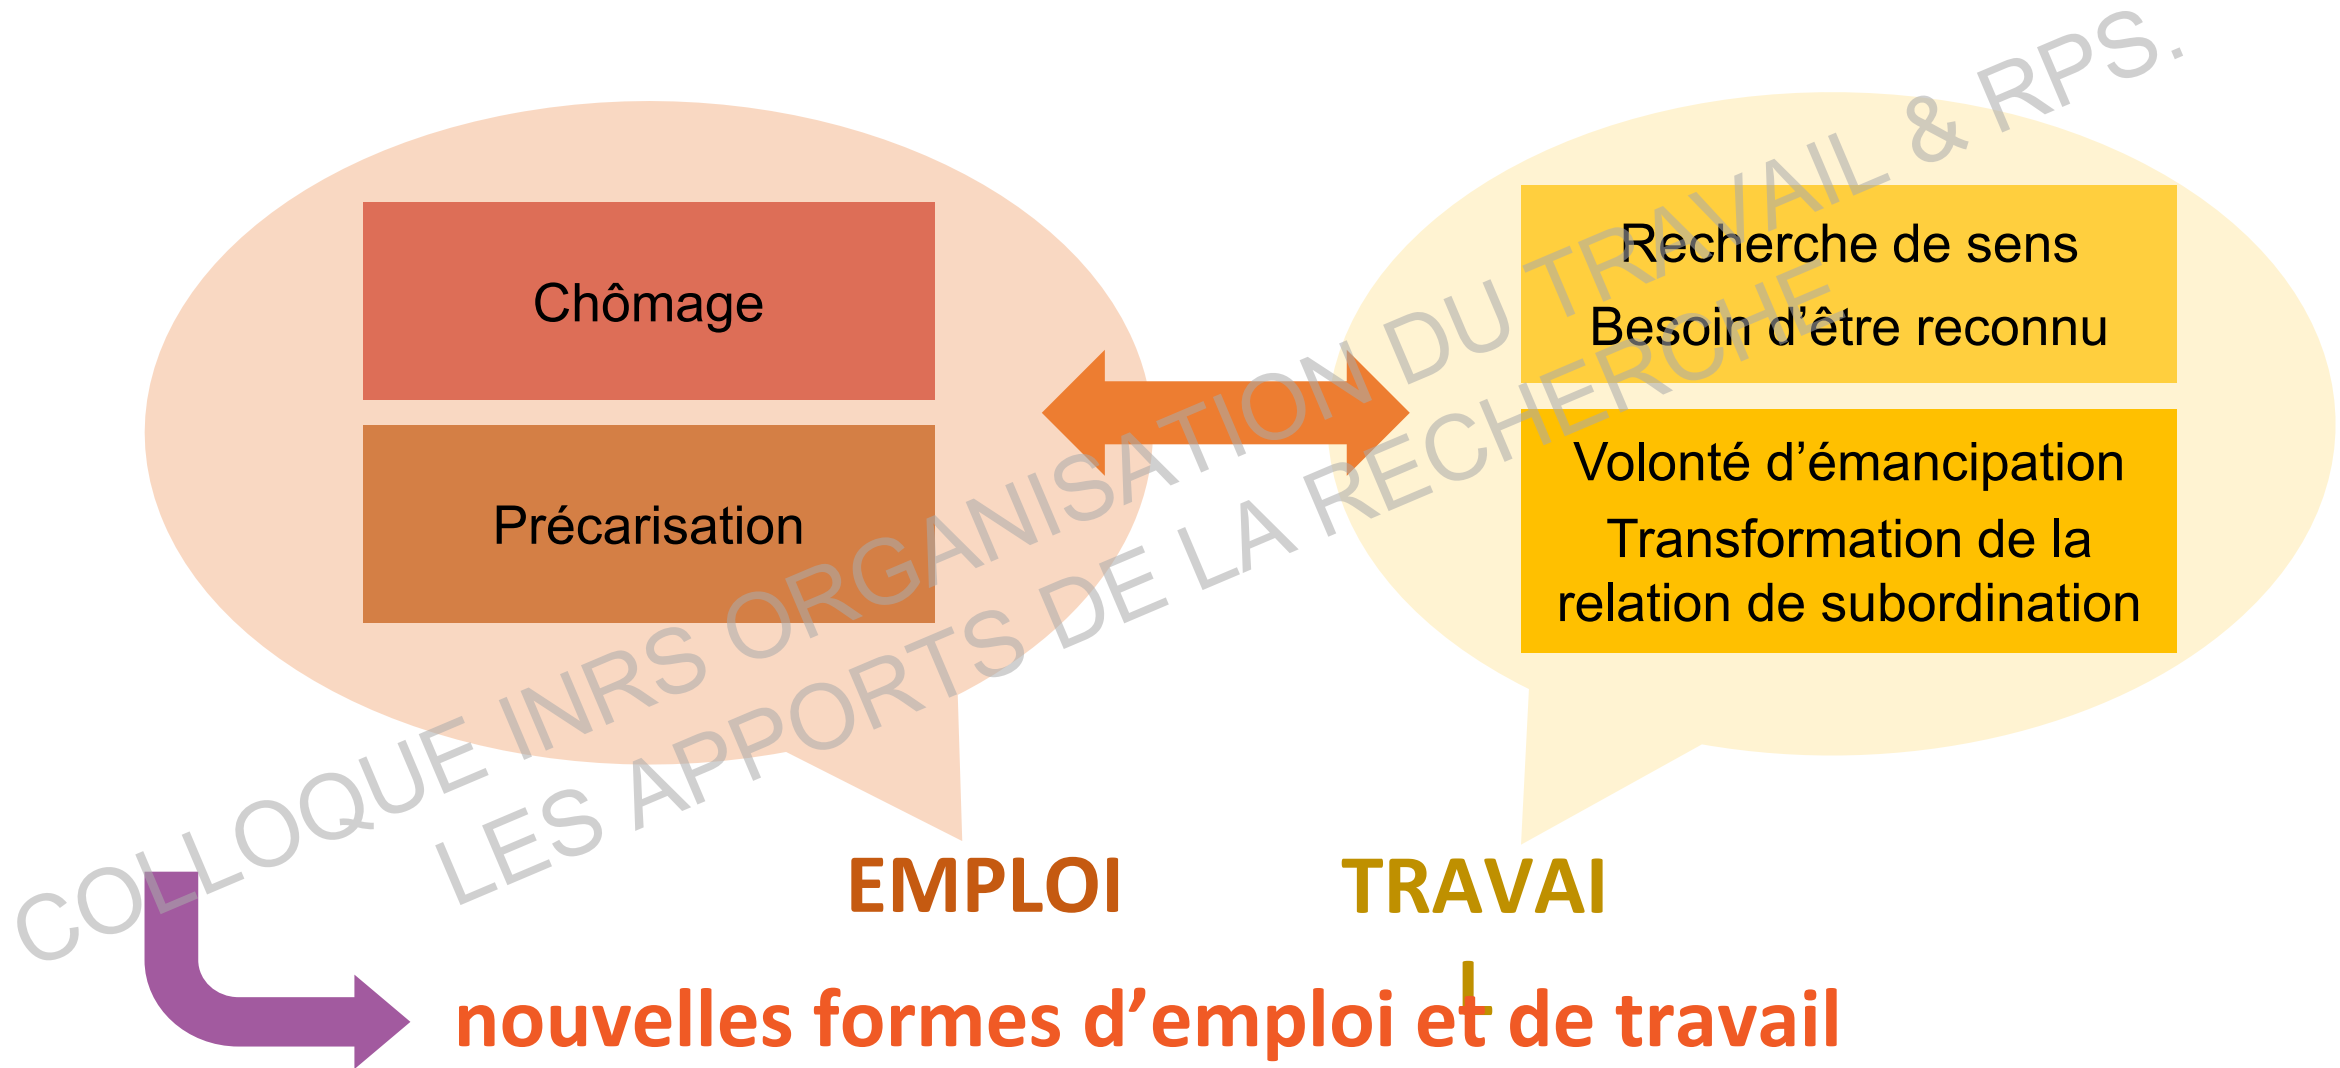 Chômage
Précarisation
Recherche de sens
Besoin d’être reconnu
Volonté d’émancipation
Transformation de la
relation de subordination
EMPLOI
TRAVAI
L
nouvelles formes d’emploi et de travail
COLLOQUE INRS ORGANISATION DU TRAVAIL & RPS.
LES APPORTS DE LA RECHERCHE